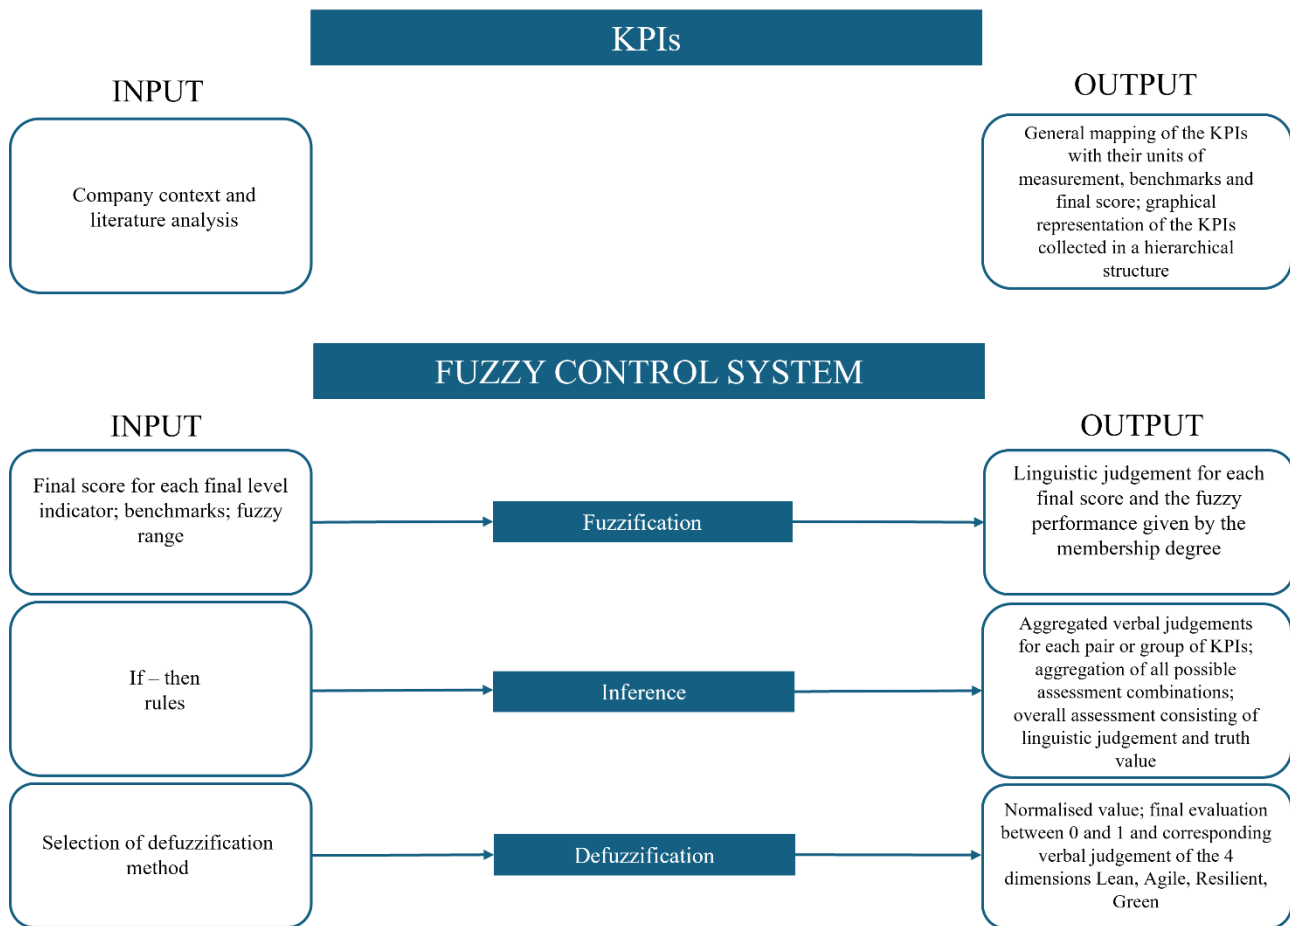 KPIs
INPUT
OUTPUT
Company context and
literature analysis
General mapping of the KPIs
with their units of
measurement, benchmarks and
final score; graphical
representation of the KPIs
collected in a hierarchical
structure
FUZZY CONTROL SYSTEM
INPUT
OUTPUT
Final score for each final level
indicator; benchmarks; fuzzy
range
Fuzzification
Linguistic judgement for each
final score and the fuzzy
performance given by the
membership degree
If – then
rules
Inference
Aggregated verbal judgements
for each pair or group of KPIs;
aggregation of all possible
assessment combinations;
overall assessment consisting of
linguistic judgement and truth
value
Selection of defuzzification
method
Defuzzification
Normalised value; final evaluation
between 0 and 1 and corresponding
verbal judgement of the 4
dimensions Lean, Agile, Resilient,
Green